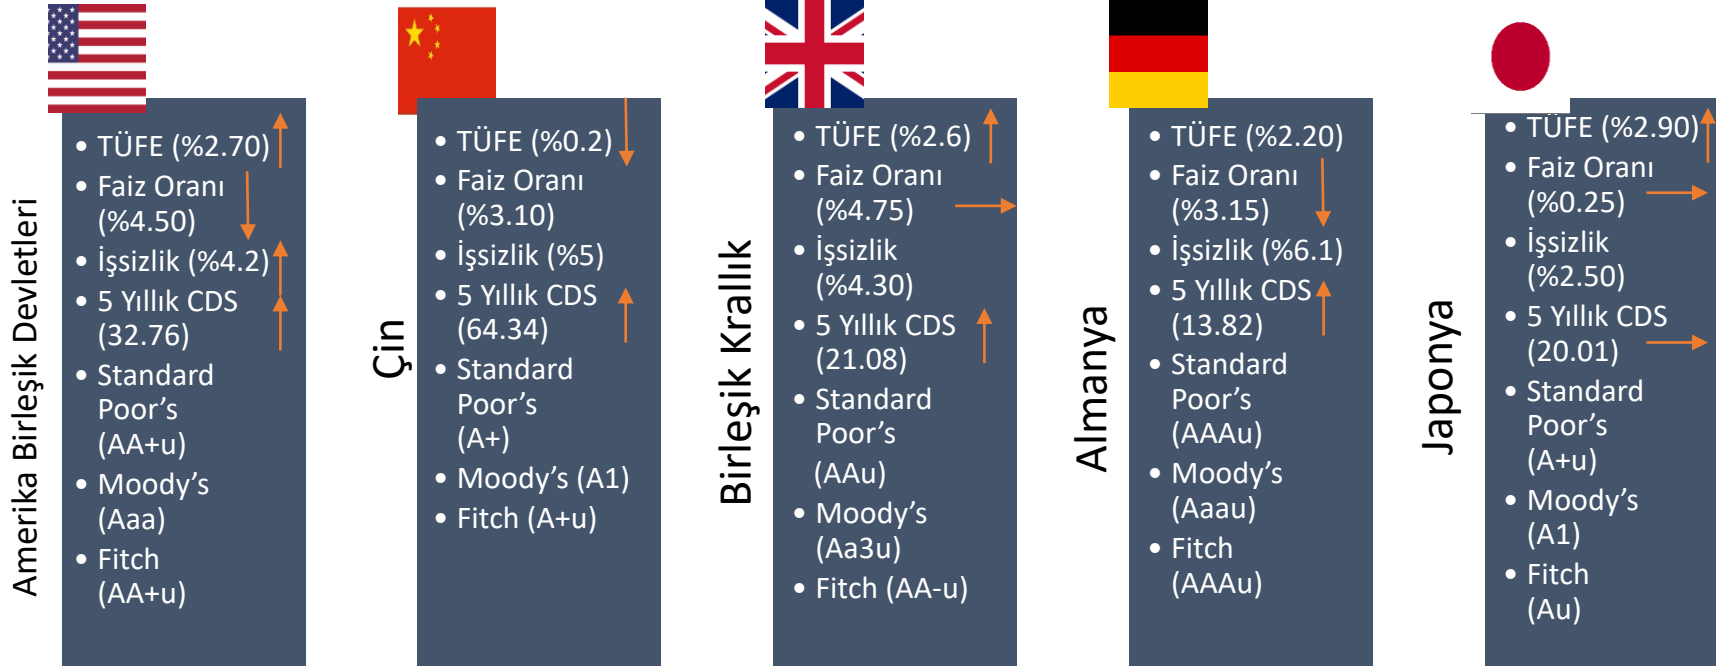 Amerika Birleşik Devletleri
• TÜFE (%2.70)
• Faiz Oranı
(%4.50)
• İşsizlik (%4.2)
• 5 Yıllık CDS
(32.76)
• Standard
Poor’s
(AA+u)
• Moody’s
(Aaa)
• Fitch
(AA+u)
Çin
• TÜFE (%0.2)
• Faiz Oranı
(%3.10)
• İşsizlik (%5)
• 5 Yıllık CDS
(64.34)
• Standard
Poor’s
(A+)
• Moody’s (A1)
• Fitch (A+u)
Birleşik Krallık
• TÜFE (%2.6)
• Faiz Oranı
(%4.75)
• İşsizlik
(%4.30)
• 5 Yıllık CDS
(21.08)
• Standard
Poor’s
(AAu)
• Moody’s
(Aa3u)
• Fitch (AA-u)
Almanya
• TÜFE (%2.20)
• Faiz Oranı
(%3.15)
• İşsizlik (%6.1)
• 5 Yıllık CDS
(13.82)
• Standard
Poor’s
(AAAu)
• Moody’s
(Aaau)
• Fitch
(AAAu)
Japonya
• TÜFE (%2.90)
• Faiz Oranı
(%0.25)
• İşsizlik
(%2.50)
• 5 Yıllık CDS
(20.01)
• Standard
Poor’s
(A+u)
• Moody’s
(A1)
• Fitch
(Au)